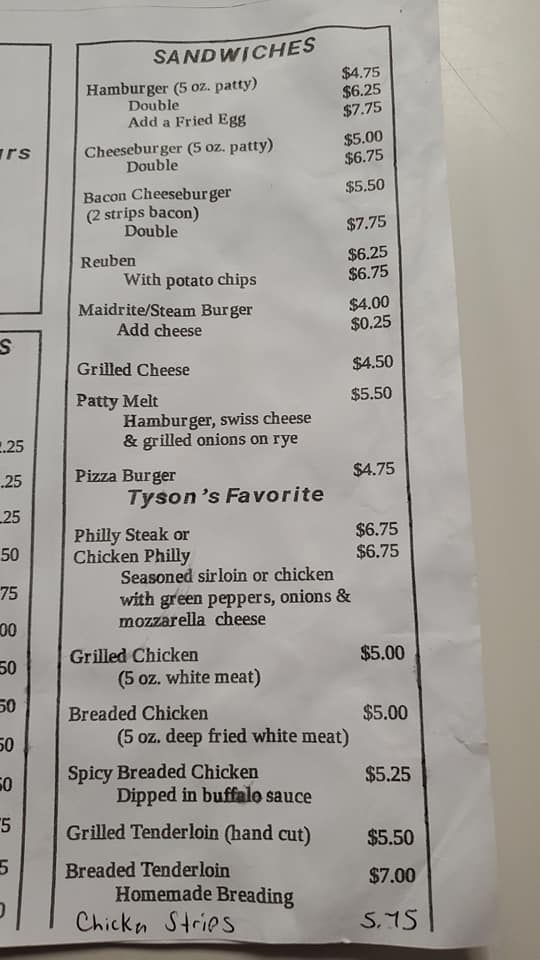 SANDWICHES
Hamburger (5 oz. patty) $4.75
Double $6.25
Add a Fried Egg $7.75
Cheeseburger (5 oz. patty) $5.00
Double $6.75
Bacon Cheeseburger $5.50
(2 strips bacon)
Double $7.75
Reuben $6.25
With potato chips $6.75
Maidrite/Steam Burger $4.00
Add cheese $0.25
Grilled Cheese $4.50
Patty Melt $5.50
Hamburger, swiss cheese
& grilled onions on rye
Pizza Burger $4.75
Tyson's Favorite
Philly Steak or $6.75
Chicken Philly $6.75
Seasoned sirloin or chicken
with green peppers, onions &
mozzarella cheese
Grilled Chicken $5.00
(5 oz. white meat)
Breaded Chicken $5.00
(5 oz. deep fried white meat)
Spicy Breaded Chicken $5.25
Dipped in buffalo sauce
Grilled Tenderloin (hand cut) $5.50
Breaded Tenderloin $7.00
Homemade Breading
Chickn Strips 5.75